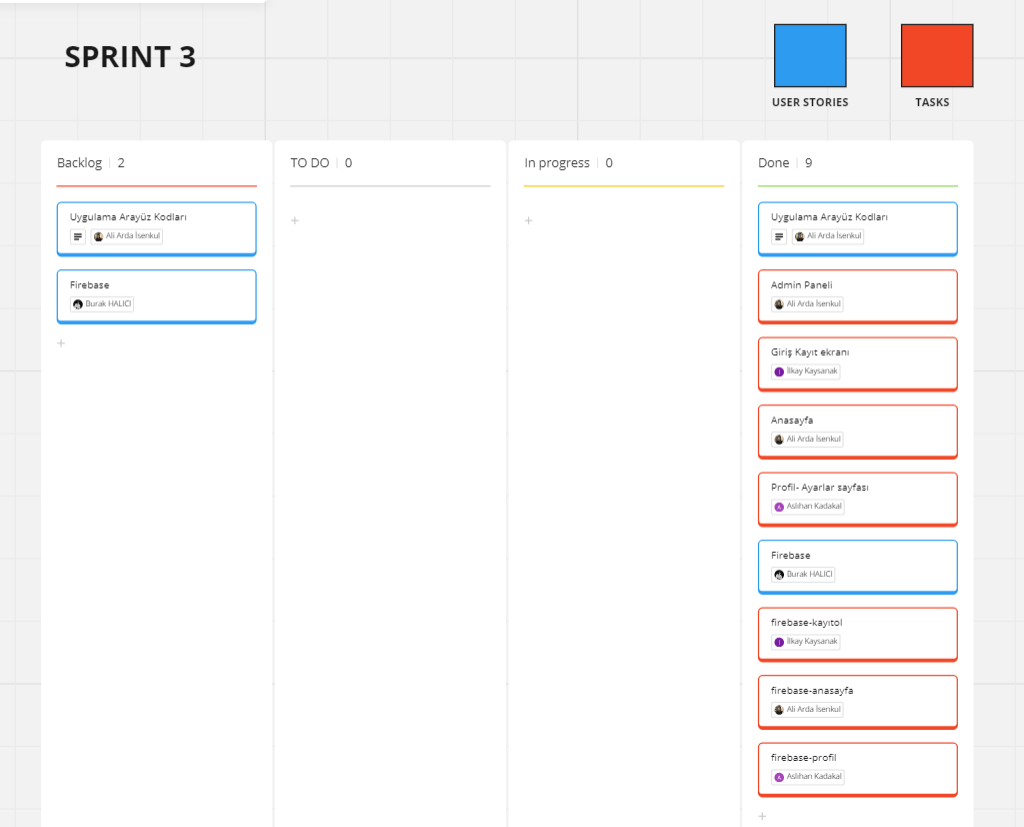 SPRINT 3
USER STORIES
TASKS
Backlog 2
Uygulama Arayüz Kodları
Ali Arda İsenkul
Firebase
Burak HALICI
TO DO 0
In progress 0
Done 9
Uygulama Arayüz Kodları
Ali Arda İsenkul
Admin Paneli
Ali Arda İsenkul
Giriş Kayıt ekranı
İlkay Kaysanak
Anasayfa
Ali Arda İsenkul
Profil- Ayarlar sayfası
Aslıhan Kadakal
Firebase
Burak HALICI
firebase-kayıtol
İlkay Kaysanak
firebase-anasayfa
Ali Arda İsenkul
firebase-profil
Aslıhan Kadakal